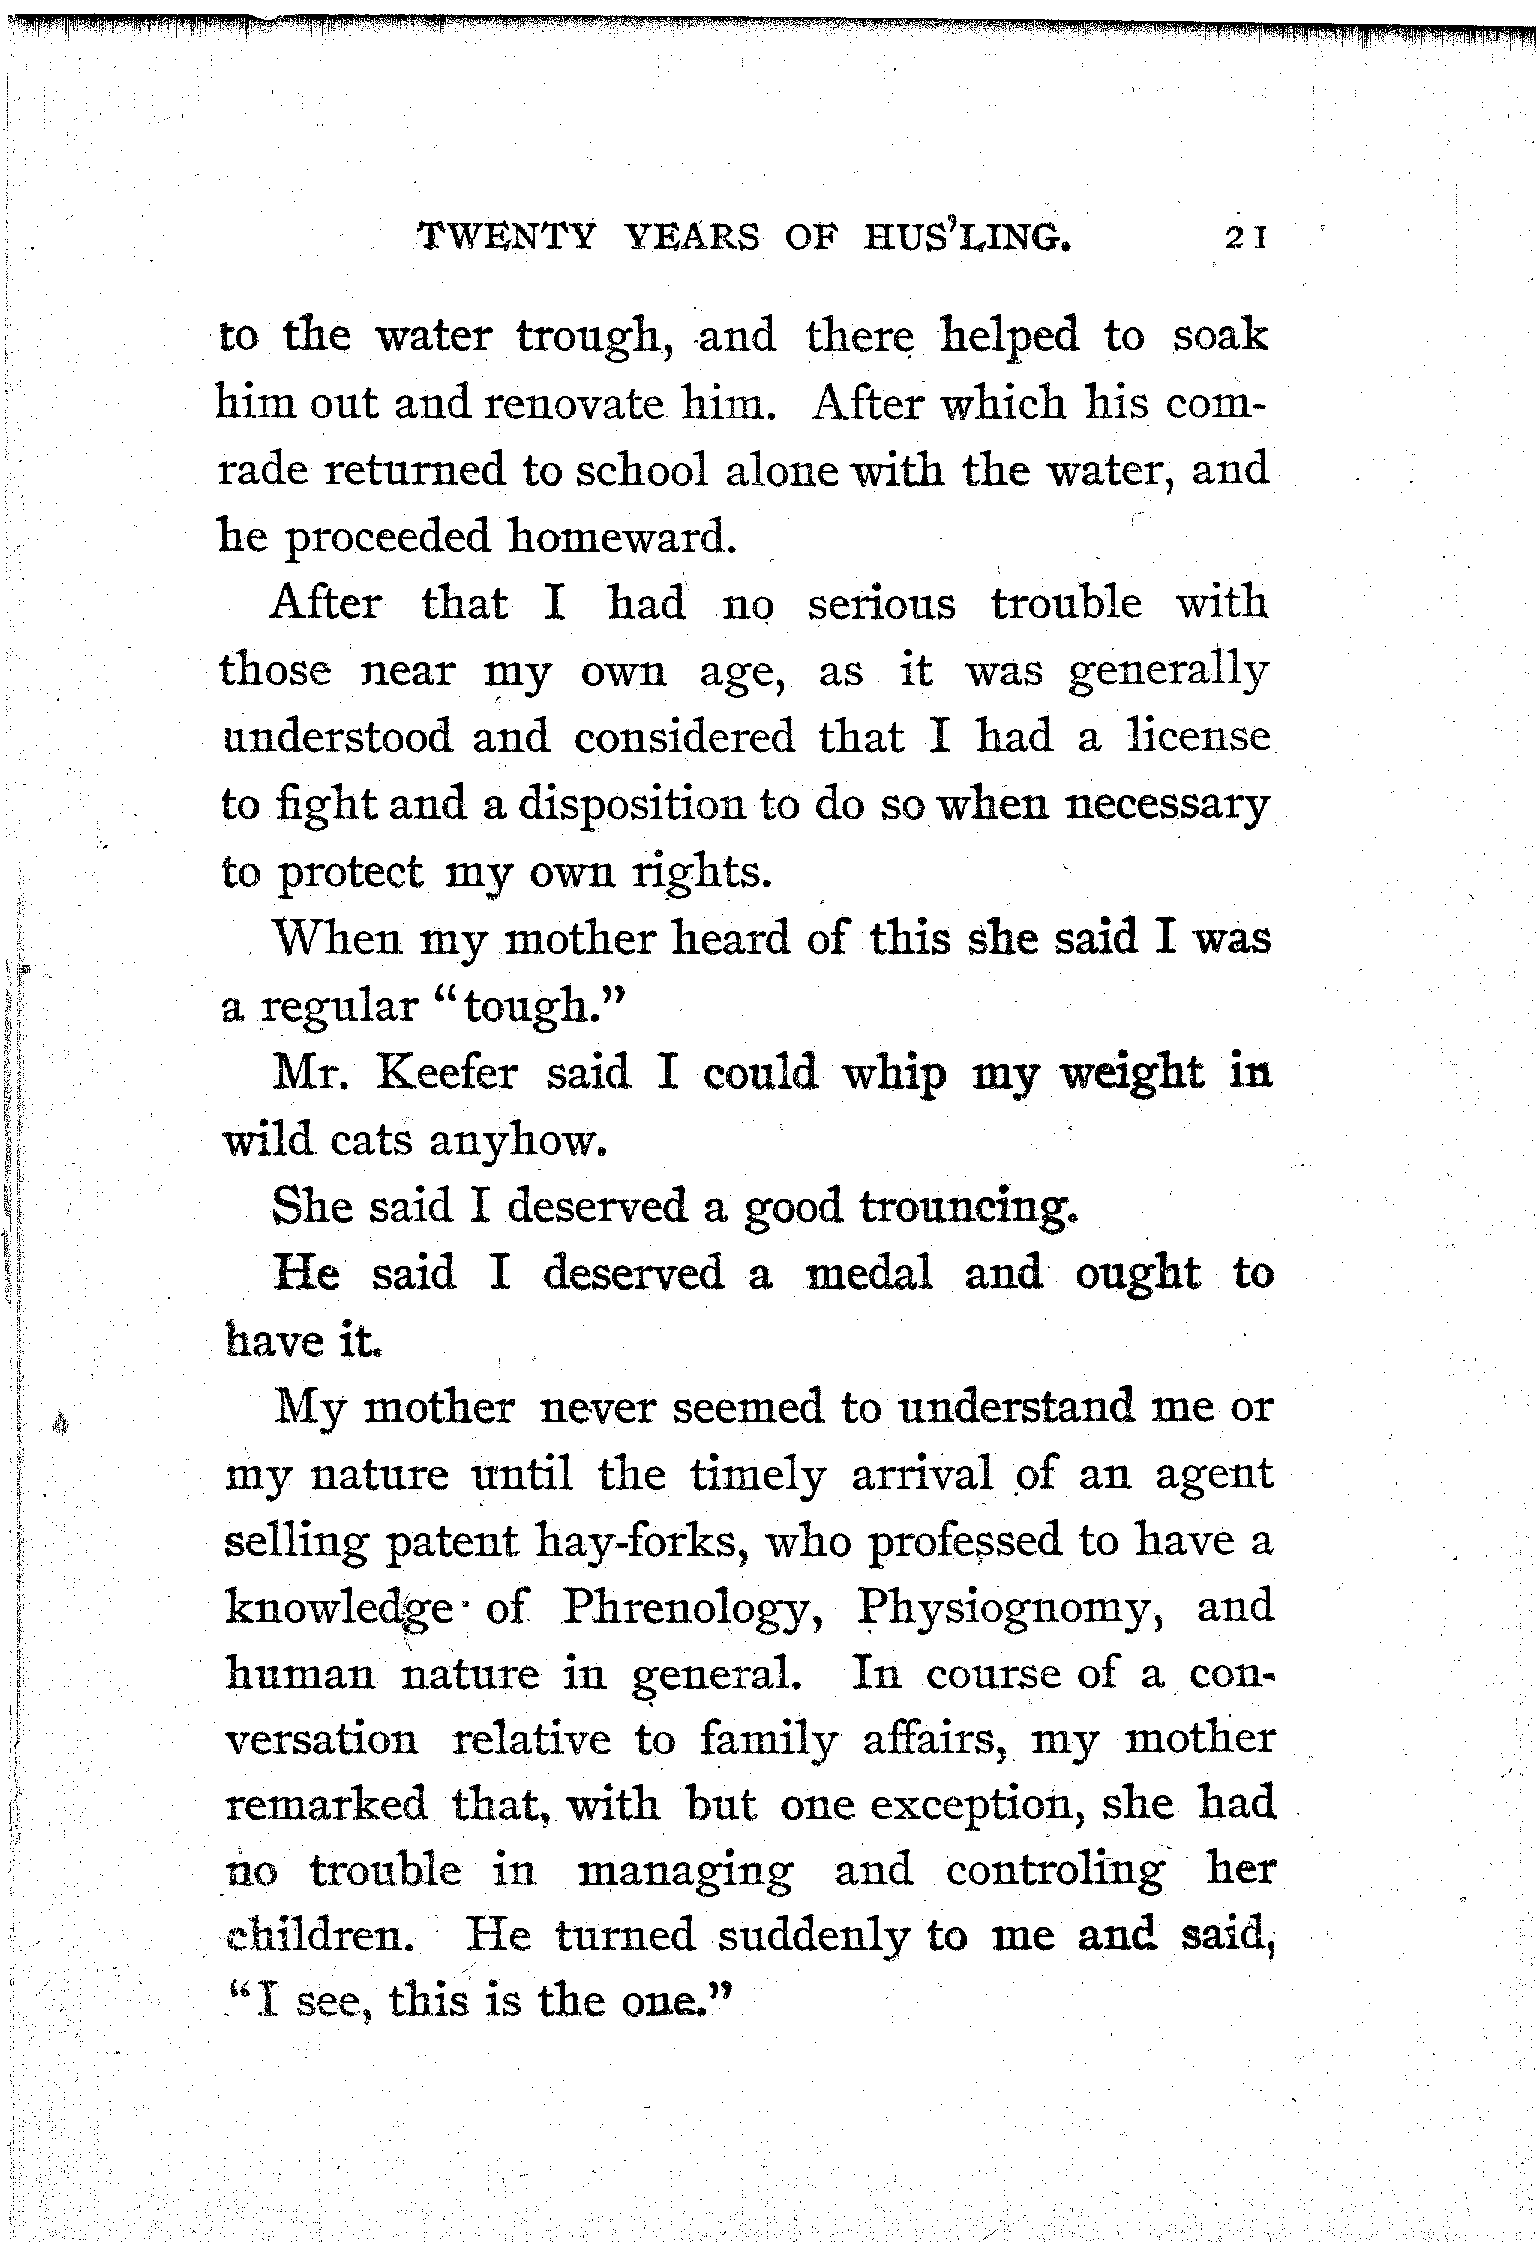 TWENTY YEARS OF HUS'LING. 21
to the water trough, and there helped to soak
him out and renovate him. After which his com-
rade returned to school alone with the water, and
he proceeded homeward.
After that I had no serious trouble with
those near my own age, as it was generally
understood and considered that I had a license
to fight and a disposition to do so when necessary
to protect my own rights.
When my mother heard of this she said I was
a regular "tough."
Mr. Keefer said I could whip my weight in
wild cats anyhow.
She said I deserved a good trouncing.
He said I deserved a medal and ought to
have it.
My mother never seemed to understand me or
my nature until the timely arrival of an agent
selling patent hay-forks, who professed to have a
knowledge of Phrenology, Physiognomy, and
human nature in general. In course of a con-
versation relative to family affairs, my mother
remarked that, with but one exception, she had
no trouble in managing and controling her
children. He turned suddenly to me and said,
"I see, this is the one."